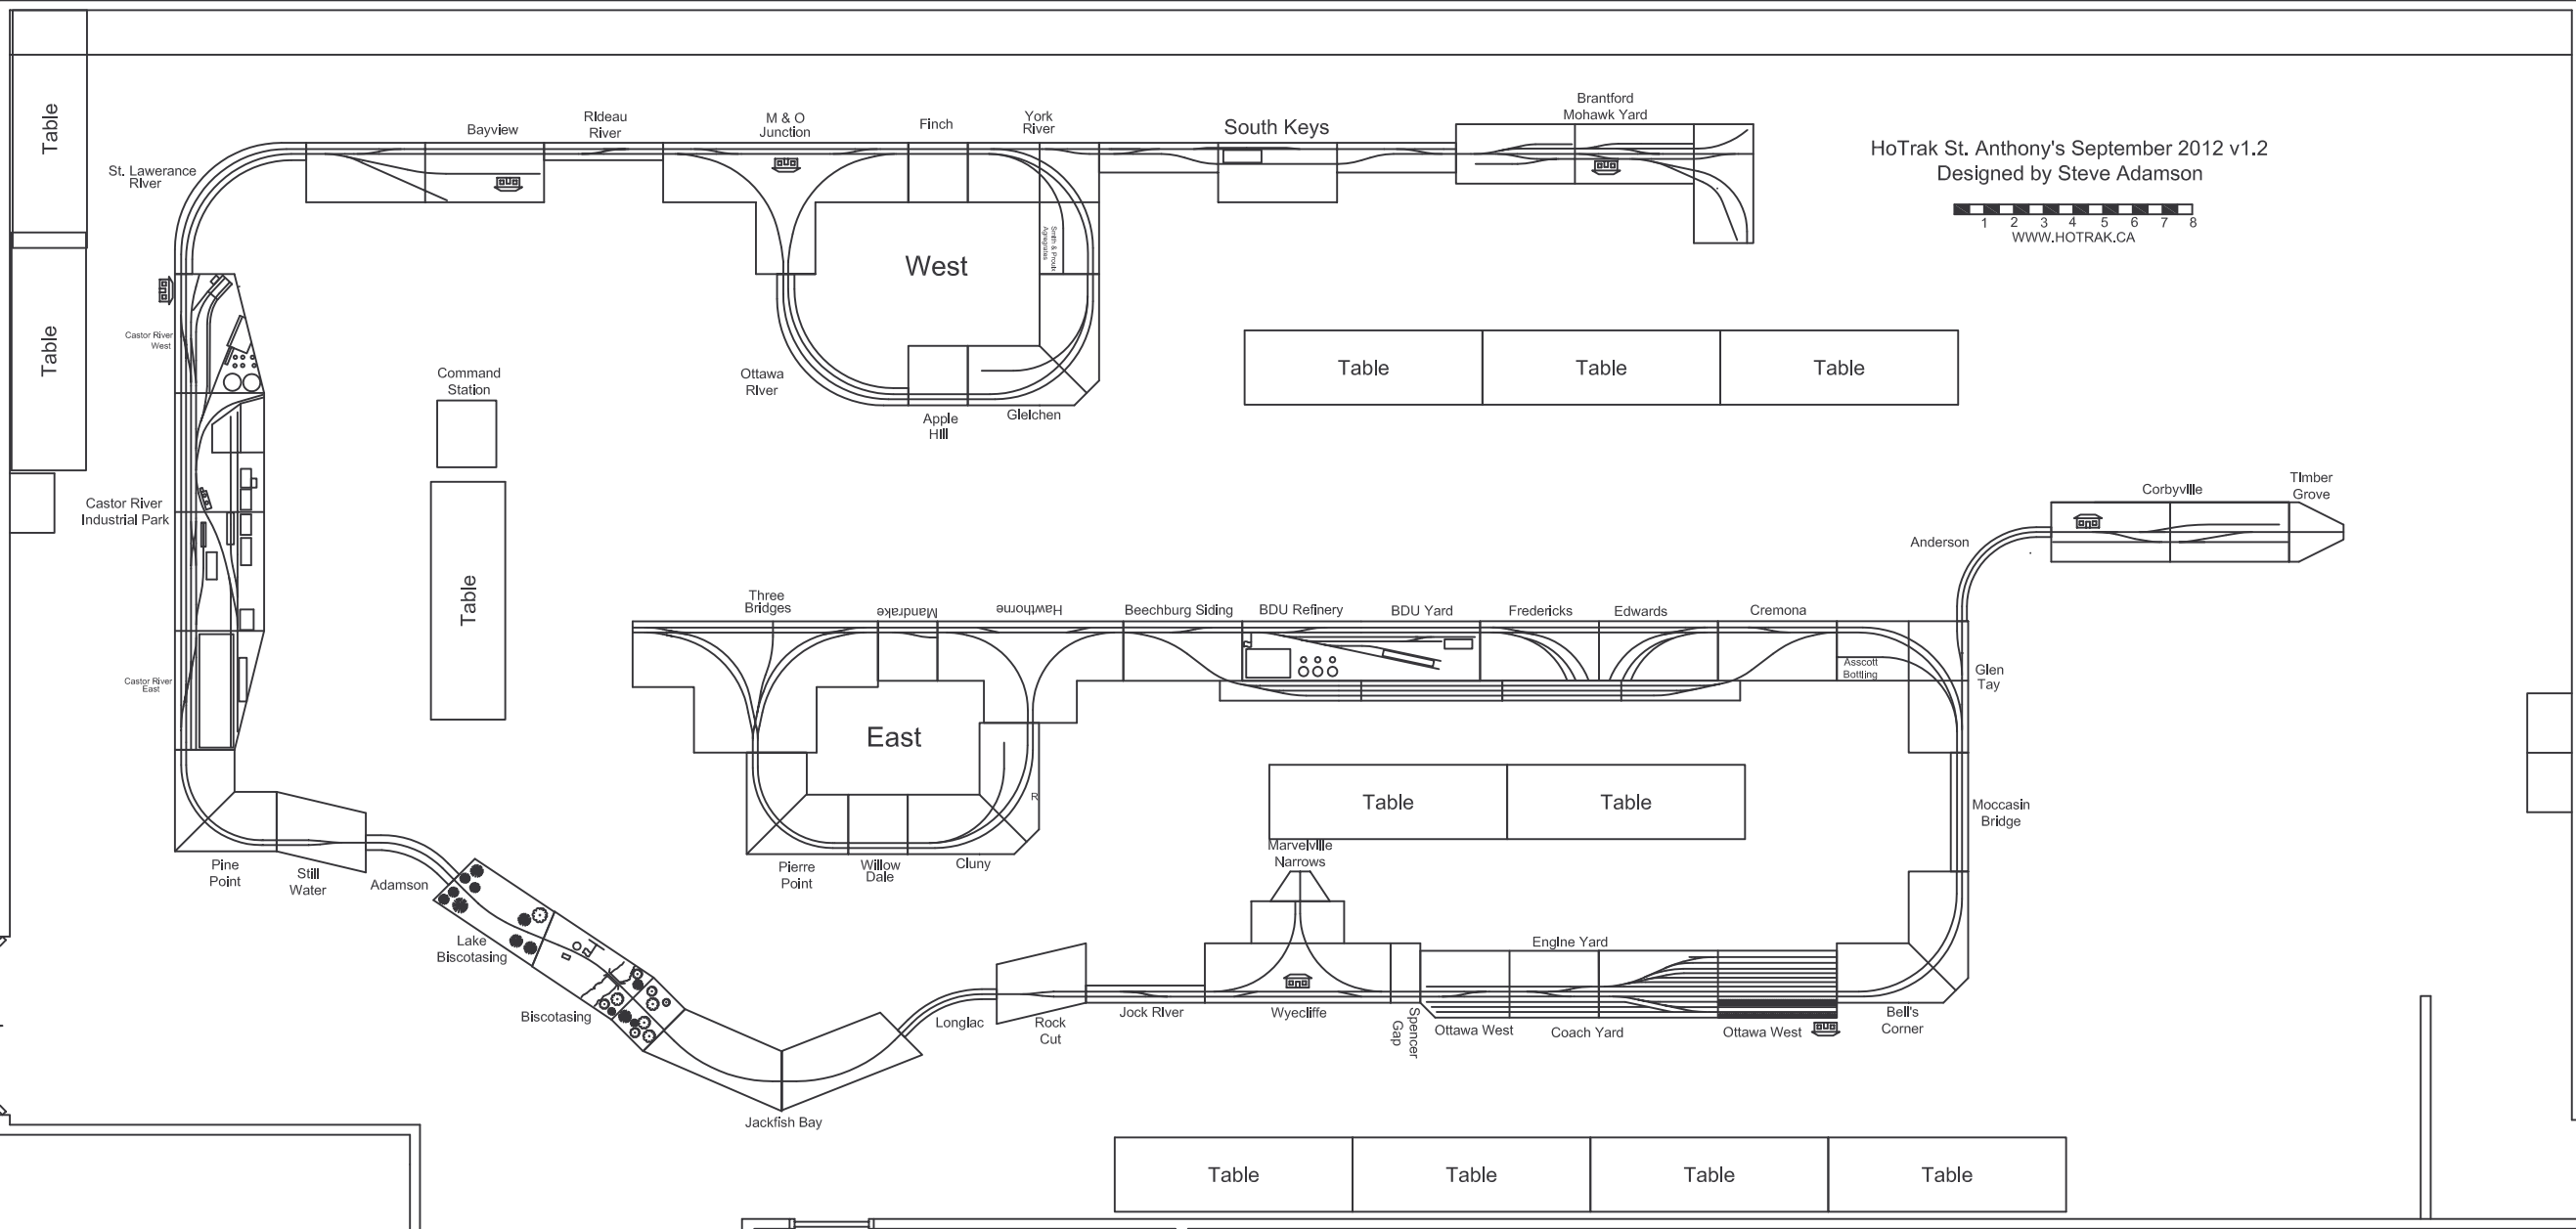 Table
Table
St. Lawerance
River
Bayview
Rideau
River
M & O
Junction
Finch
York
River
South Keys
Brantford
Mohawk Yard
HoTrak St. Anthony's September 2012 v1.2
Designed by Steve Adamson
1 2 3 4 5 6 7 8
WWW.HOTRAK.CA
West
Castor River
West
Command
Station
Ottawa
River
Apple
Hill
Gleichen
Table
Table
Table
Castor River
Industrial Park
Table
Castor River
East
Corbyville
Timber
Grove
Anderson
Three
Bridges
Mandrake
Hawthorne
Beechburg Siding
BDU Refinery
BDU Yard
Fredericks
Edwards
Cremona
Asscott
Bottling
Glen
Tay
East
R
Table
Table
Moccasin
Bridge
Pine
Point
Still
Water
Adamson
Pierre
Point
Willow
Dale
Cluny
Marvelville
Narrows
Lake
Biscotasing
Biscotasing
Jackfish Bay
Longlac
Rock
Cut
Jock River
Wyecliffe
Spencer
Gap
Engine Yard
Ottawa West
Coach Yard
Ottawa West
Bell's
Corner
Table
Table
Table
Table